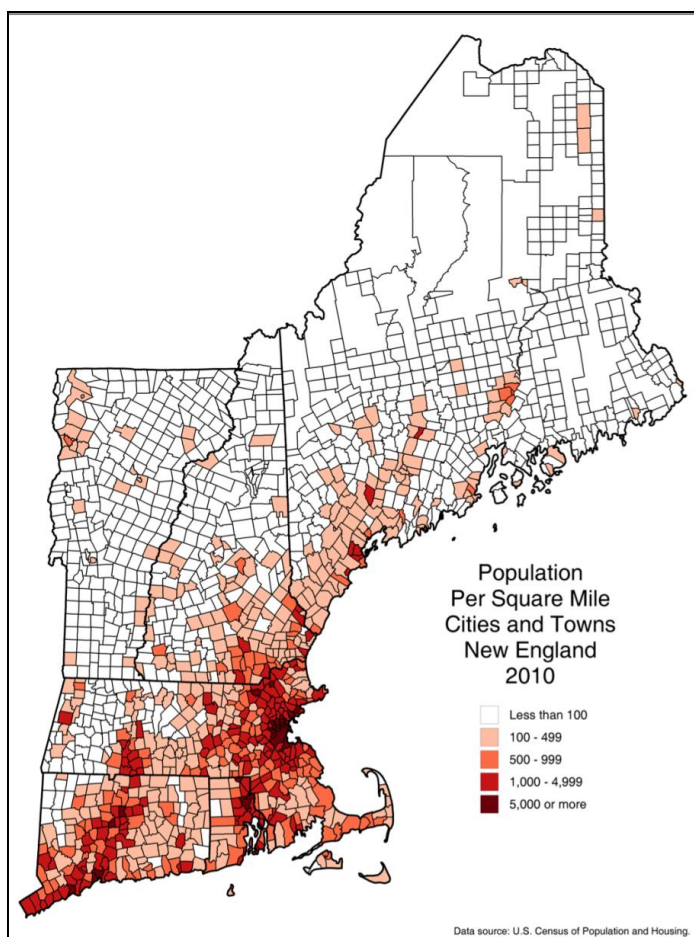 Population
Per Square Mile
Cities and Towns
New England
2010
Less than 100
100 - 499
500 - 999
1,000 - 4,999
5,000 or more
Data source: U.S. Census of Population and Housing.